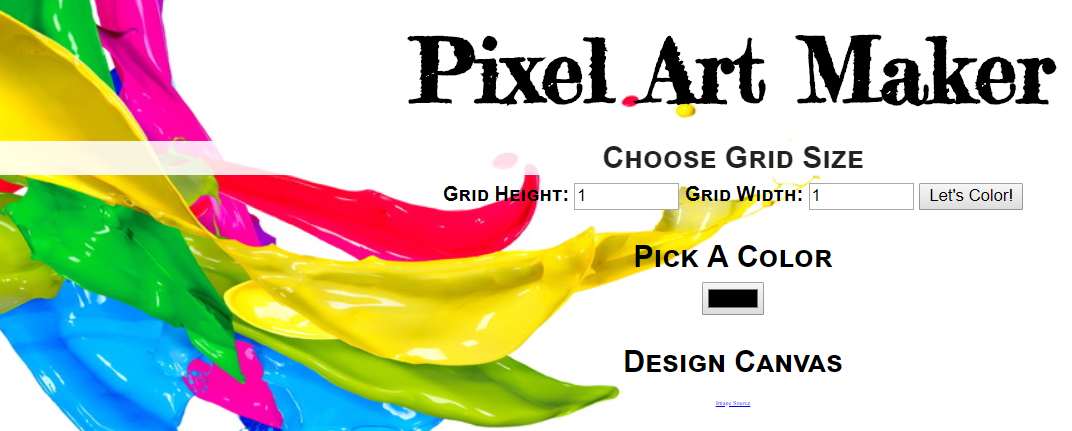 Pixel Art Maker
Choose Grid Size
Grid Height: 1 Grid Width: 1 Let's Color!
Pick A Color
Design Canvas
Image Source